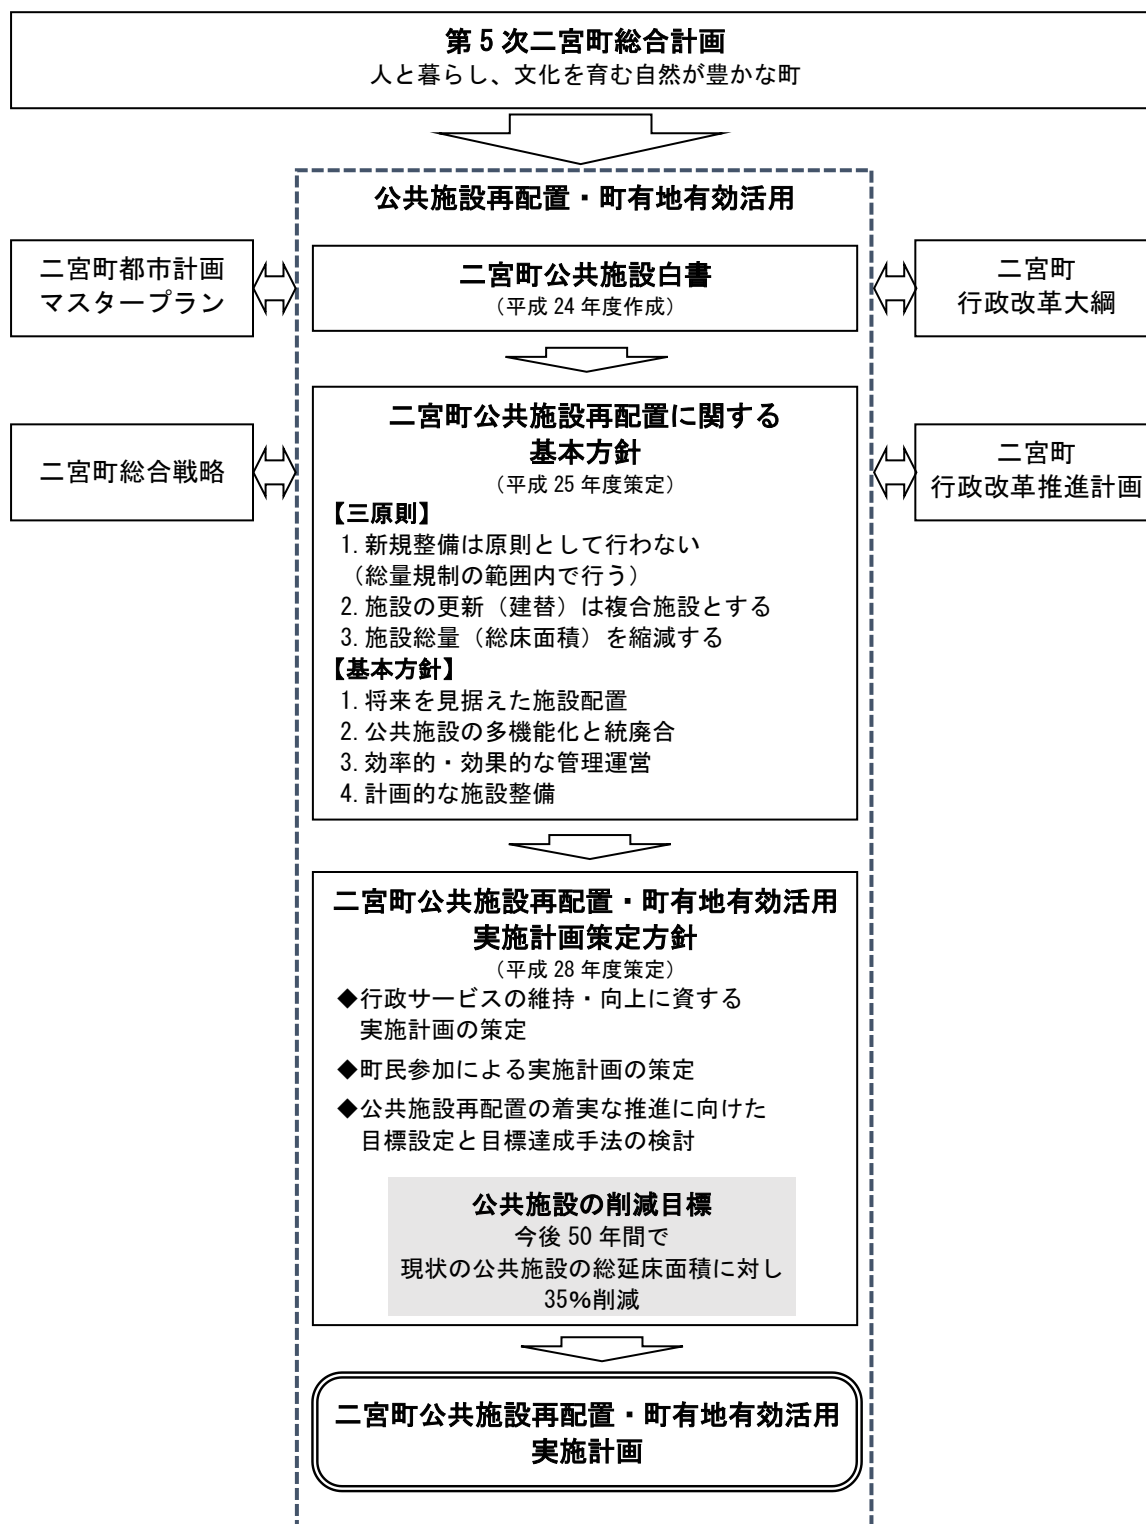 第5次二宮町総合計画
人と暮らし、文化を育む自然が豊かな町
公共施設再配置・町有地有効活用
二宮町都市計画
マスタープラン
二宮町公共施設白書
（平成24年度作成）
二宮町
行政改革大綱
二宮町総合戦略
二宮町公共施設再配置に関する
基本方針
（平成25年度策定）
【三原則】
1.新規整備は原則として行わない
（総量規制の範囲内で行う）
2.施設の更新（建替）は複合施設とする
3.施設総量（総床面積）を縮減する
【基本方針】
1.将来を見据えた施設配置
2.公共施設の多機能化と統廃合
3.効率的・効果的な管理運営
4.計画的な施設整備
二宮町
行政改革推進計画
二宮町公共施設再配置・町有地有効活用
実施計画策定方針
（平成28年度策定）
◆行政サービスの維持・向上に資する
実施計画の策定
◆町民参加による実施計画の策定
◆公共施設再配置の着実な推進に向けた
目標設定と目標達成手法の検討
公共施設の削減目標
今後50年間で
現状の公共施設の総延床面積に対し
35%削減
二宮町公共施設再配置・町有地有効活用
実施計画